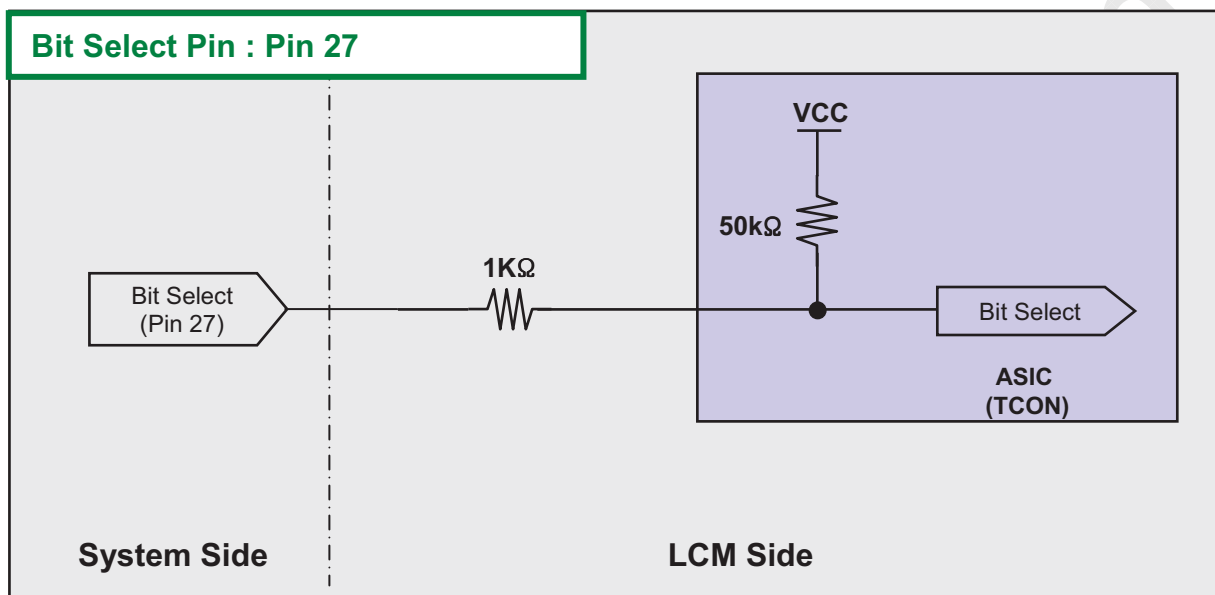 Bit Select Pin : Pin 27
VCC
50kΩ
1KΩ
Bit Select
(Pin 27)
Bit Select
ASIC
(TCON)
System Side
LCM Side